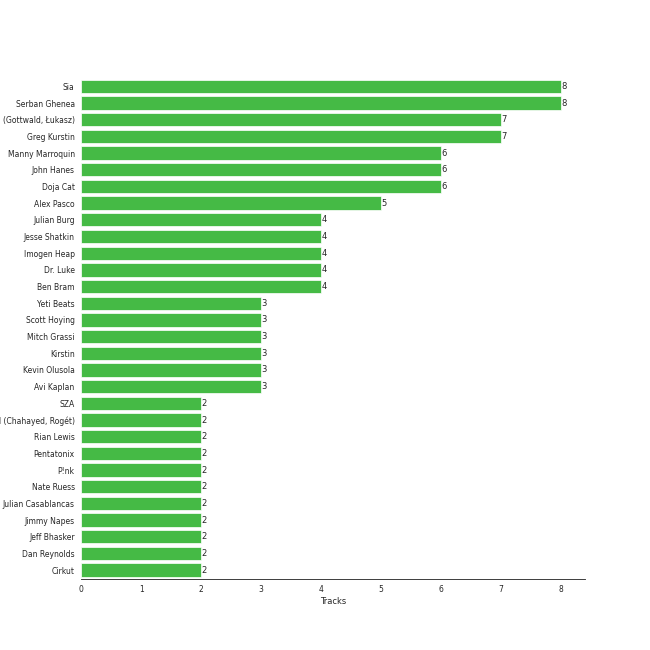 Sia 8
Serban Ghenea 8
(Gottwald, Łukasz) 7
Greg Kurstin 7
Manny Marroquin 6
John Hanes 6
Doja Cat 6
Alex Pasco 5
Julian Burg 4
Jesse Shatkin 4
Imogen Heap 4
Dr. Luke 4
Ben Bram 4
Yeti Beats 3
Scott Hoying 3
Mitch Grassi 3
Kirstin 3
Kevin Olusola 3
Avi Kaplan 3
SZA 2
(Chahayed, Rogét) 2
Rian Lewis 2
Pentatonix 2
P!nk 2
Nate Ruess 2
Julian Casablancas 2
Jimmy Napes 2
Jeff Bhasker 2
Dan Reynolds 2
Cirkut 2
0 1 2 3 4 5 6 7 8
Tracks